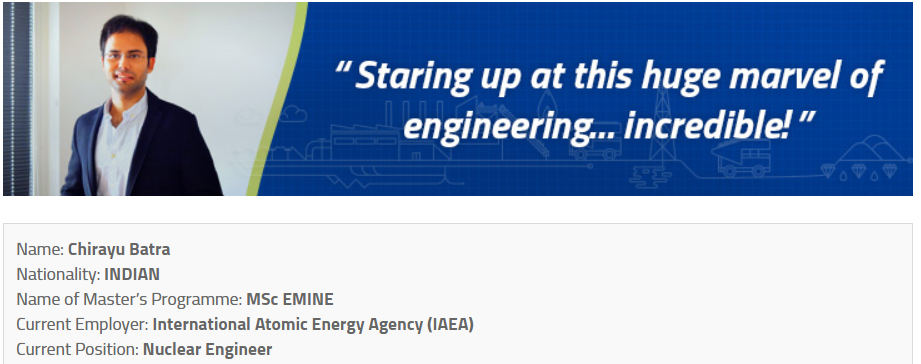 “ Staring up at this huge marvel of
engineering... incredible! ”
Name: Chirayu Batra
Nationality: INDIAN
Name of Master’s Programme: MSc EMINE
Current Employer: International Atomic Energy Agency (IAEA)
Current Position: Nuclear Engineer